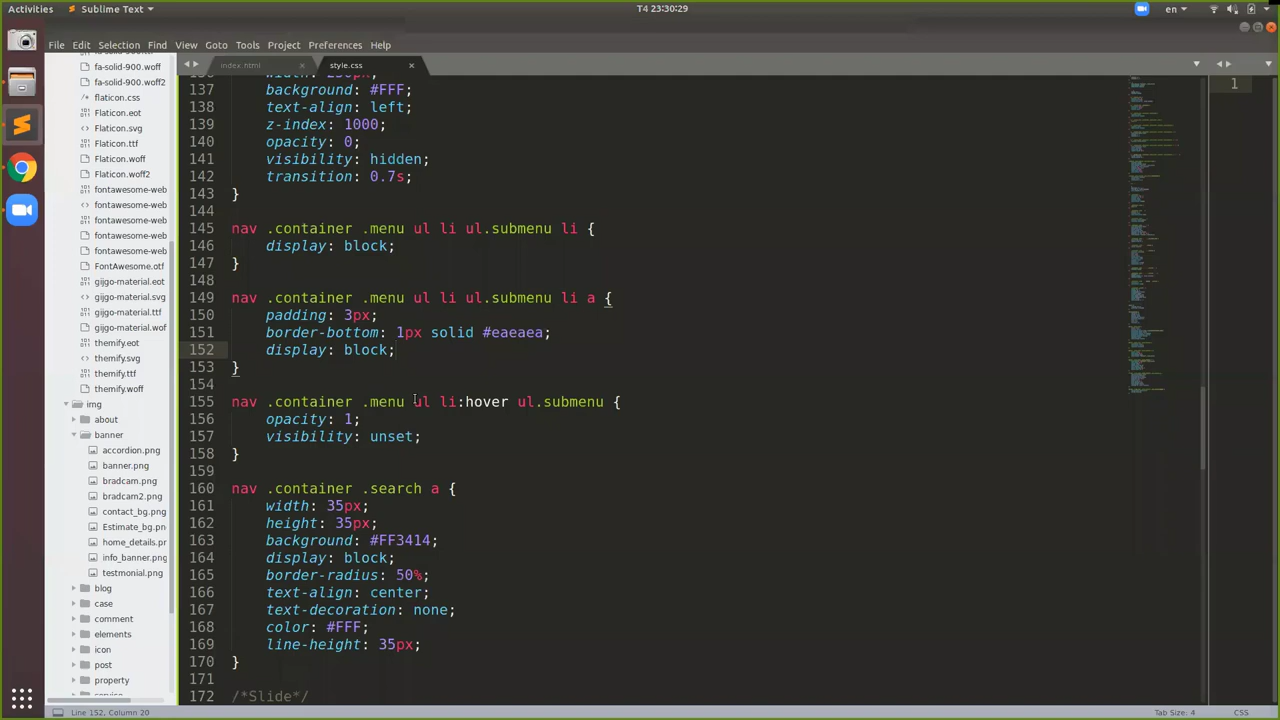 Activities
Sublime Text
T4 23:30:29
en
File Edit Selection Find View Goto Tools Project Preferences Help
index.html
style.css
1
fa-solid-900.woff
fa-solid-900.woff2
flaticon.css
Flaticon.eot
Flaticon.svg
Flaticon.ttf
Flaticon.woff
Flaticon.woff2
fontawesome-web
fontawesome-web
fontawesome-web
fontawesome-web
fontawesome-web
FontAwesome.otf
gijgo-material.eot
gijgo-material.svg
gijgo-material.ttf
gijgo-material.wof
themify.eot
themify.svg
themify.ttf
themify.woff
img
about
banner
accordion.png
banner.png
bradcam.png
bradcam2.png
contact_bg.png
Estimate_bg.pn
home_details.pr
info_banner.png
testmonial.png
blog
case
comment
elements
icon
post
property
service
136 width: 250px;
137 background: #FFF;
138 text-align: left;
139 z-index: 1000;
140 opacity: 0;
141 visibility: hidden;
142 transition: 0.7s;
143 }
144
145 nav .container .menu ul li ul.submenu li {
146 display: block;
147 }
148
149 nav .container .menu ul li ul.submenu li a {
150 padding: 3px;
151 border-bottom: 1px solid #eaeaea;
152 display: block;
153 }
154
155 nav .container .menu ul li:hover ul.submenu {
156 opacity: 1;
157 visibility: unset;
158 }
159
160 nav .container .search a {
161 width: 35px;
162 height: 35px;
163 background: #FF3414;
164 display: block;
165 border-radius: 50%;
166 text-align: center;
167 text-decoration: none;
168 color: #FFF;
169 line-height: 35px;
170 }
171
172 /*Slide*/
Line 152, Column 20
Tab Size: 4
CSS